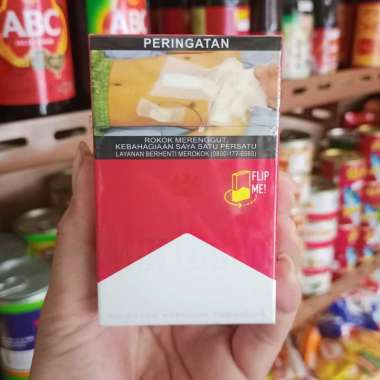 ABC
PERINGATAN
ROKOK MERENGGUT
KEBAHAGIAAN SAYA SATU PERSATU
LAYANAN BERHENTI MEROKOK (0800-177-6565)
FLIP
ME!
ABC